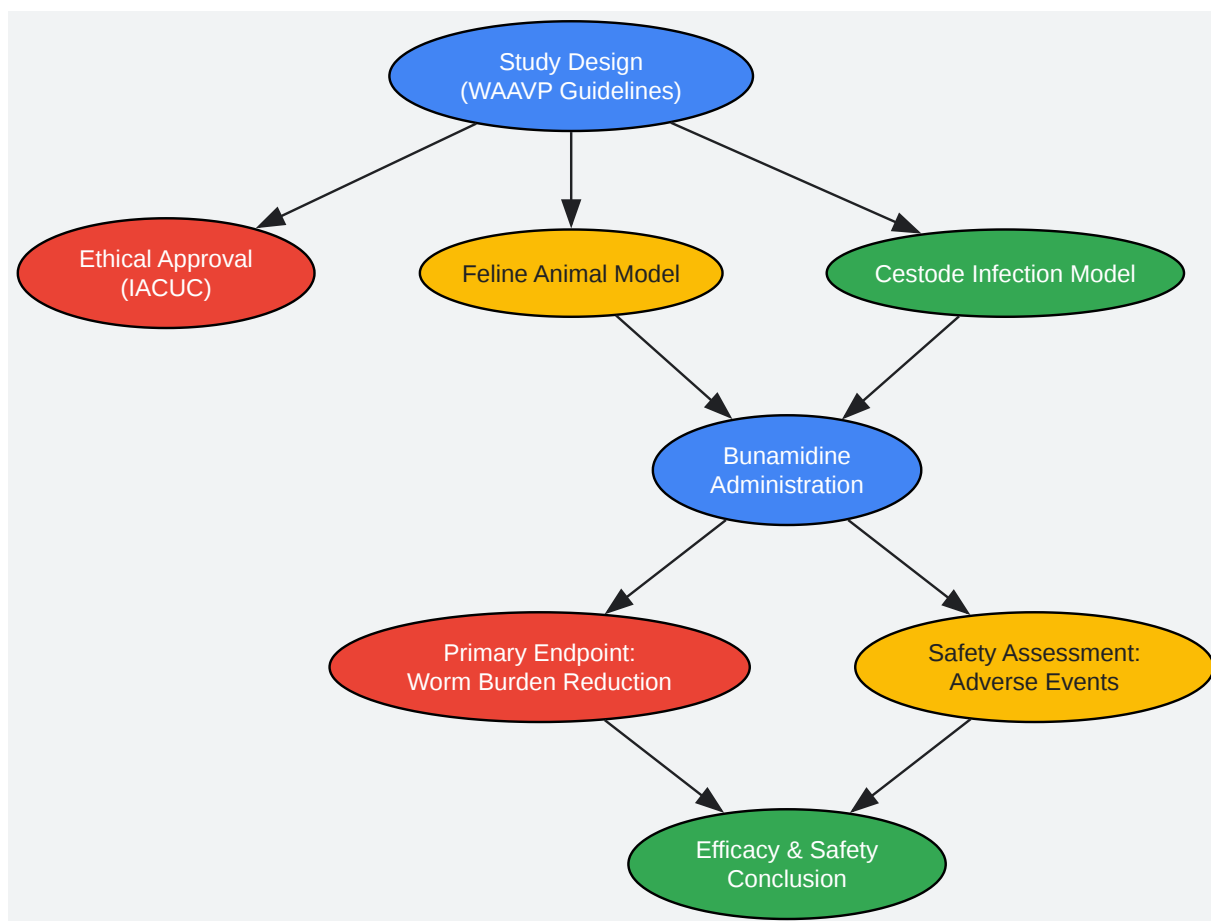 Study Design
(WAAVP Guidelines)
Ethical Approval
(IACUC)
Feline Animal Model
Cestode Infection Model
Bunamidine
Administration
Primary Endpoint:
Worm Burden Reduction
Safety Assessment:
Adverse Events
Efficacy & Safety
Conclusion